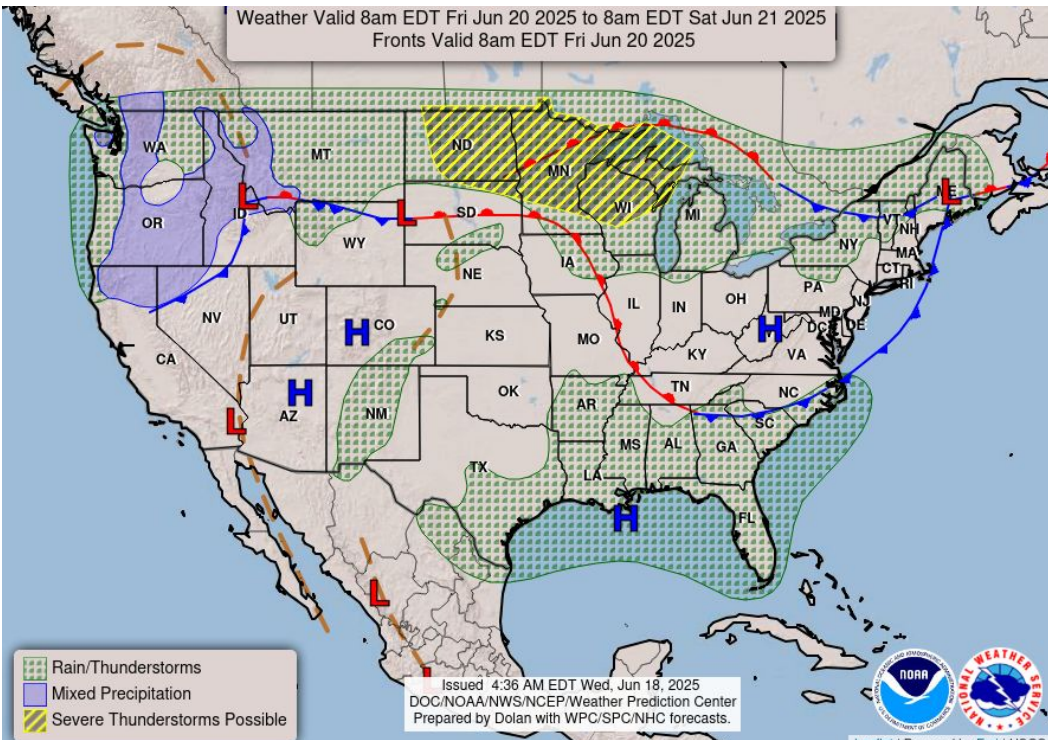 Weather Valid 8am EDT Fri Jun 20 2025 to 8am EDT Sat Jun 21 2025
Fronts Valid 8am EDT Fri Jun 20 2025
WA
MT
ND
MN
OR
ID
L
WY
L
SD
WI
MI
NE
L
VT
NH
NY
MA
CT
RI
NV
UT
H
CO
NE
IA
IL
IN
OH
PA
NJ
MD
DE
DC
H
CA
KS
MO
KY
VA
L
AZ
H
NM
OK
AR
TN
NC
SC
MS
AL
GA
TX
LA
H
FL
L
L
Rain/Thunderstorms
Mixed Precipitation
Severe Thunderstorms Possible
Issued 4:36 AM EDT Wed, Jun 18, 2025
DOC/NOAA/NWS/NCEP/Weather Prediction Center
Prepared by Dolan with WPC/SPC/NHC forecasts.
NOAA
NATIONAL WEATHER SERVICE